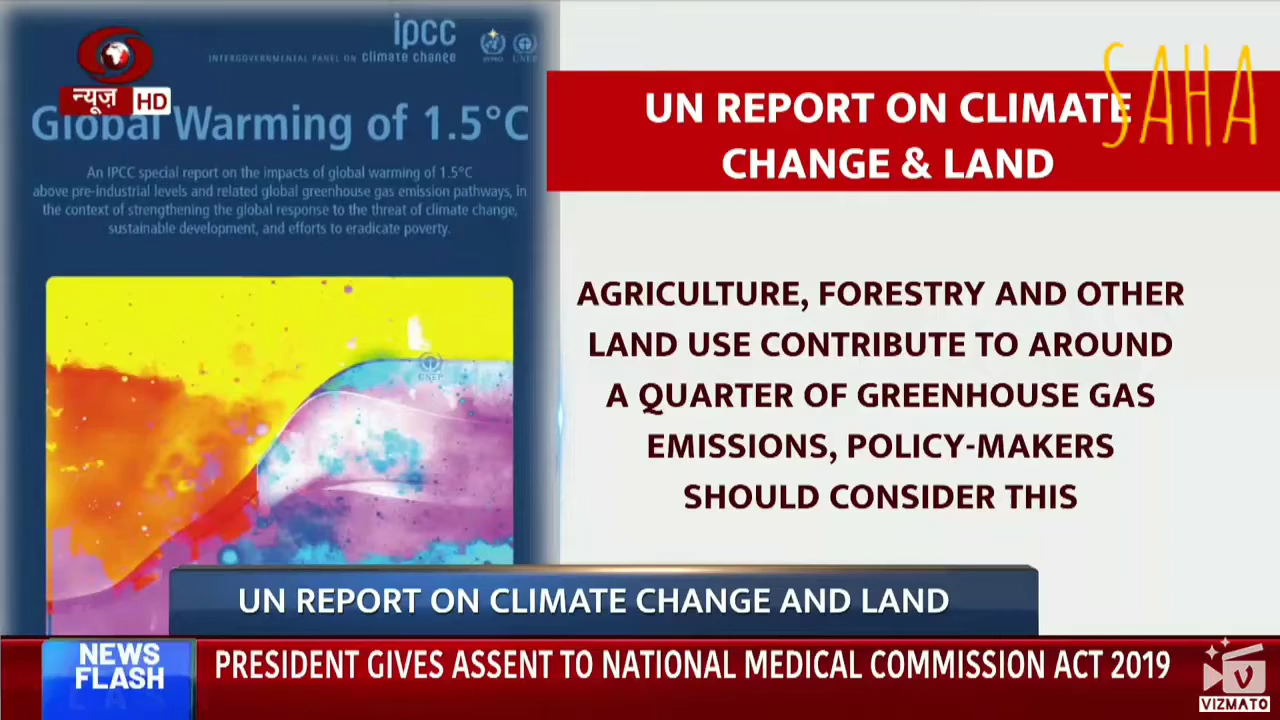 ipcc
INTERGOVERNMENTAL PANEL ON climate change
WMO UNEP
न्यूज़ HD
Global Warming of 1.5°C
An IPCC special report on the impacts of global warming of 1.5°C
above pre-industrial levels and related global greenhouse gas emission pathways, in
the context of strengthening the global response to the threat of climate change,
sustainable development, and efforts to eradicate poverty.
UNEP
SAHA
UN REPORT ON CLIMATE
CHANGE & LAND
AGRICULTURE, FORESTRY AND OTHER
LAND USE CONTRIBUTE TO AROUND
A QUARTER OF GREENHOUSE GAS
EMISSIONS, POLICY-MAKERS
SHOULD CONSIDER THIS
UN REPORT ON CLIMATE CHANGE AND LAND
NEWS
FLASH
PRESIDENT GIVES ASSENT TO NATIONAL MEDICAL COMMISSION ACT 2019
V
VIZMATO